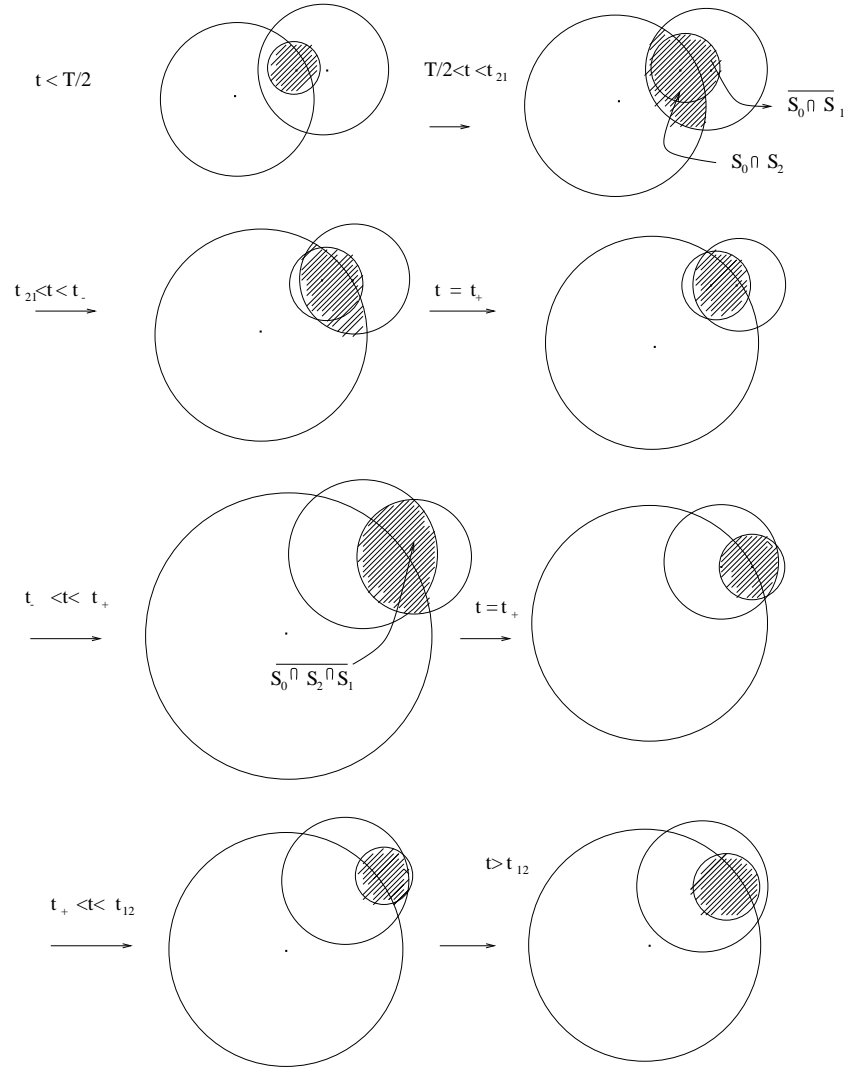 t < T/2
T/2<t <t₂₁
S₀∩ S₁
S₀∩ S₂
t₂₁<t< t₋
t = t₊
t₋ <t< t₊
t=t₊
S₀∩ S₂∩S₁
t₊ <t< t₁₂
t> t₁₂